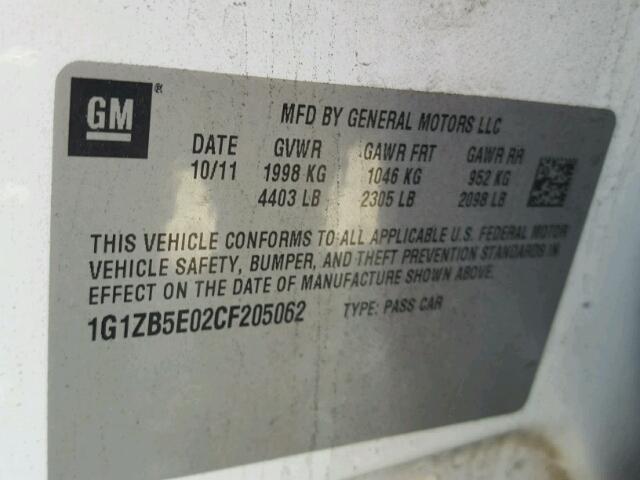 GM®
MFD BY GENERAL MOTORS LLC
DATE GVWR GAWR FRT GAWR RR
10/11 1998 KG 1046 KG 952 KG
4403 LB 2305 LB 2098 LB
THIS VEHICLE CONFORMS TO ALL APPLICABLE U.S. FEDERAL MOTOR
VEHICLE SAFETY, BUMPER, AND THEFT PREVENTION STANDARDS IN
EFFECT ON THE DATE OF MANUFACTURE SHOWN ABOVE.
1G1ZB5E02CF205062 TYPE: PASS CAR